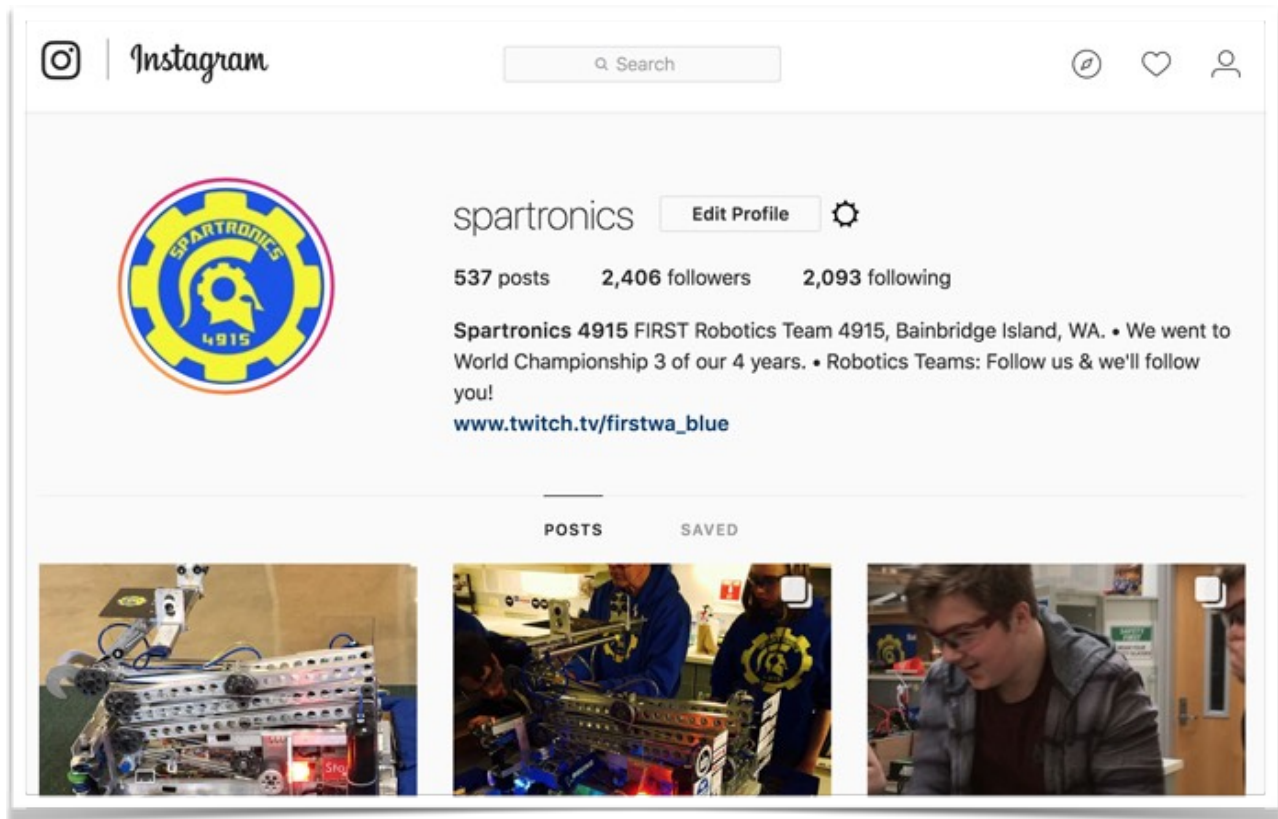 Instagram
Search
spartronics Edit Profile
537 posts 2,406 followers 2,093 following
Spartronics 4915 FIRST Robotics Team 4915, Bainbridge Island, WA. • We went to
World Championship 3 of our 4 years. • Robotics Teams: Follow us & we'll follow
you!
www.twitch.tv/firstwa_blue
SPARTRONICS
4915
POSTS SAVED
SAFETY
FIRST